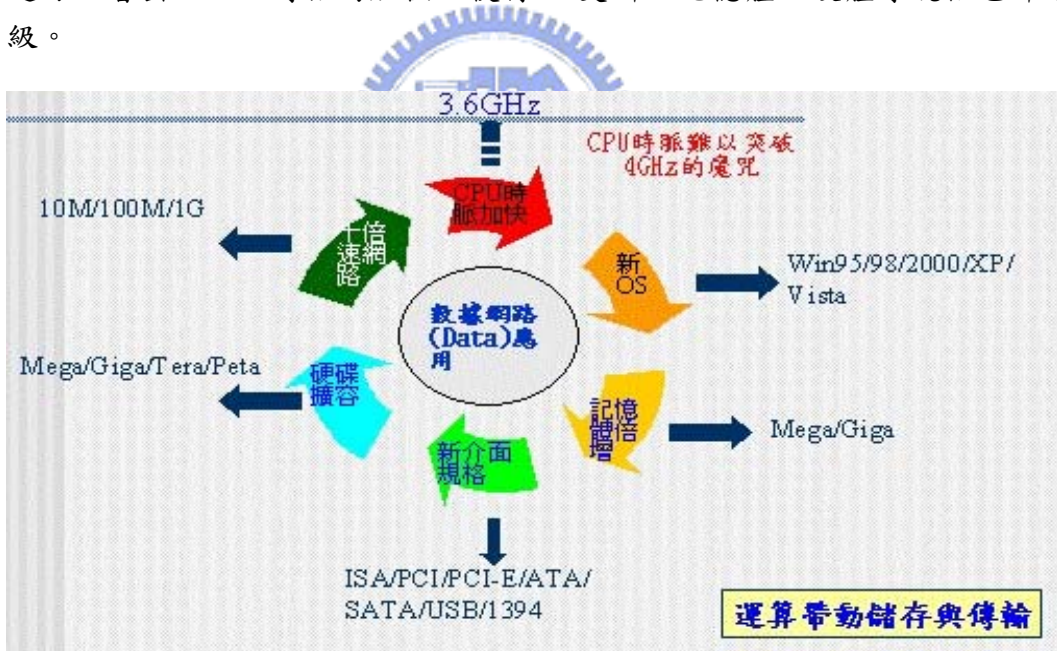 級。
3.6GHz
CPU時脈難以突破
4GHz的魔咒
CPU時
脈加快
10M/100M/1G
十倍
速網
路
新
OS
Win95/98/2000/XP/
Vista
數據網路
(Data)應
用
Mega/Giga/Tera/Peta
硬碟
擴容
記憶
體倍
增
Mega/Giga
新介面
規格
ISA/PCI/PCI-E/ATA/
SATA/USB/1394
運算帶動儲存與傳輸